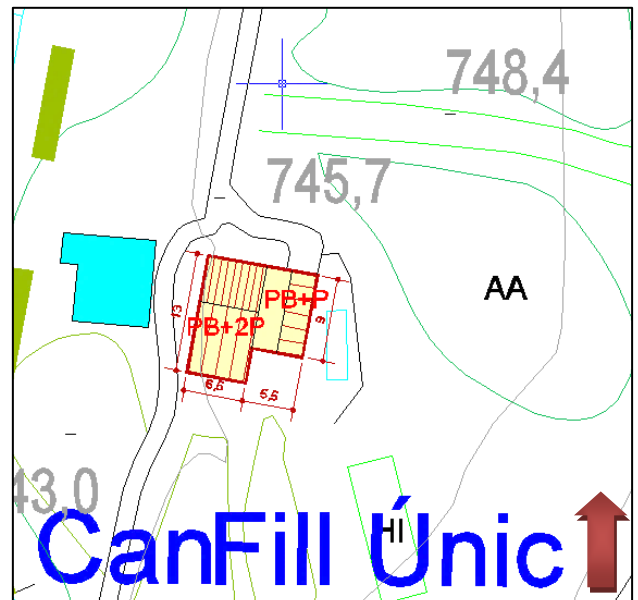 748,4
745,7
AA
PB+P
13
9
PB+2P
6,5
5,5
43,0
HI
CanFill Únic